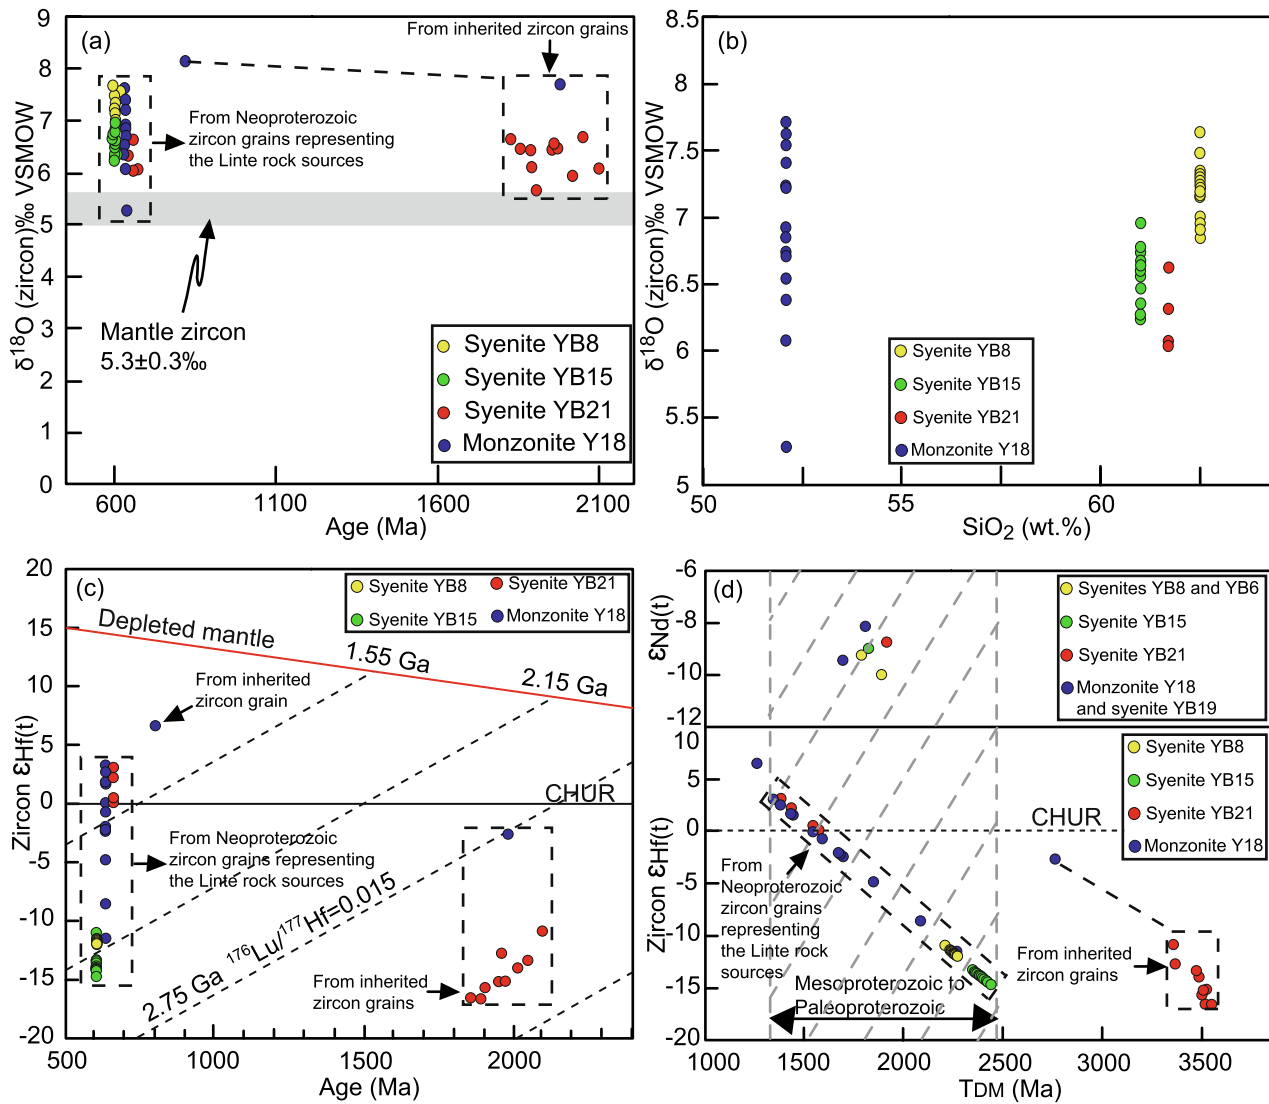 (a)
From inherited zircon grains
From Neoproterozoic
zircon grains representing
the Linte rock sources
Mantle zircon
5.3±0.3‰
Syenite YB8
Syenite YB15
Syenite YB21
Monzonite Y18
δ18O (zircon)‰ VSMOW
9
8
7
6
5
4
3
2
1
0
600
1100
1600
2100
Age (Ma)
(b)
δ18O (zircon)‰ VSMOW
8.5
8
7.5
7
6.5
6
5.5
5
Syenite YB8
Syenite YB15
Syenite YB21
Monzonite Y18
50
55
60
SiO2 (wt.%)
(c)
Syenite YB8
Syenite YB21
Syenite YB15
Monzonite Y18
Depleted mantle
1.55 Ga
2.15 Ga
From inherited
zircon grain
CHUR
From Neoproterozoic
zircon grains representing
the Linte rock sources
2.75 Ga 176Lu/177Hf=0.015
From inherited
zircon grains
Zircon εHf(t)
20
15
10
5
0
-5
-10
-15
-20
500
1000
1500
2000
Age (Ma)
(d)
εNd(t)
-6
-8
-10
-12
Syenites YB8 and YB6
Syenite YB15
Syenite YB21
Monzonite Y18
and syenite YB19
Zircon εHf(t)
10
5
0
-5
-10
-15
-20
Syenite YB8
Syenite YB15
Syenite YB21
Monzonite Y18
CHUR
From
Neoproterozoic
zircon grains
representing
the Linte rock
sources
From inherited
zircon grains
Mesoproterozoic to
Paleoproterozoic
1000
1500
2000
2500
3000
3500
TDM (Ma)